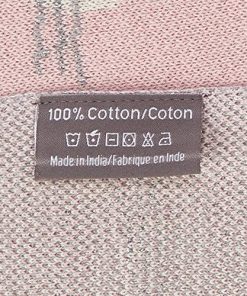 100% Cotton/Coton
Made in India/Fabrique en Inde